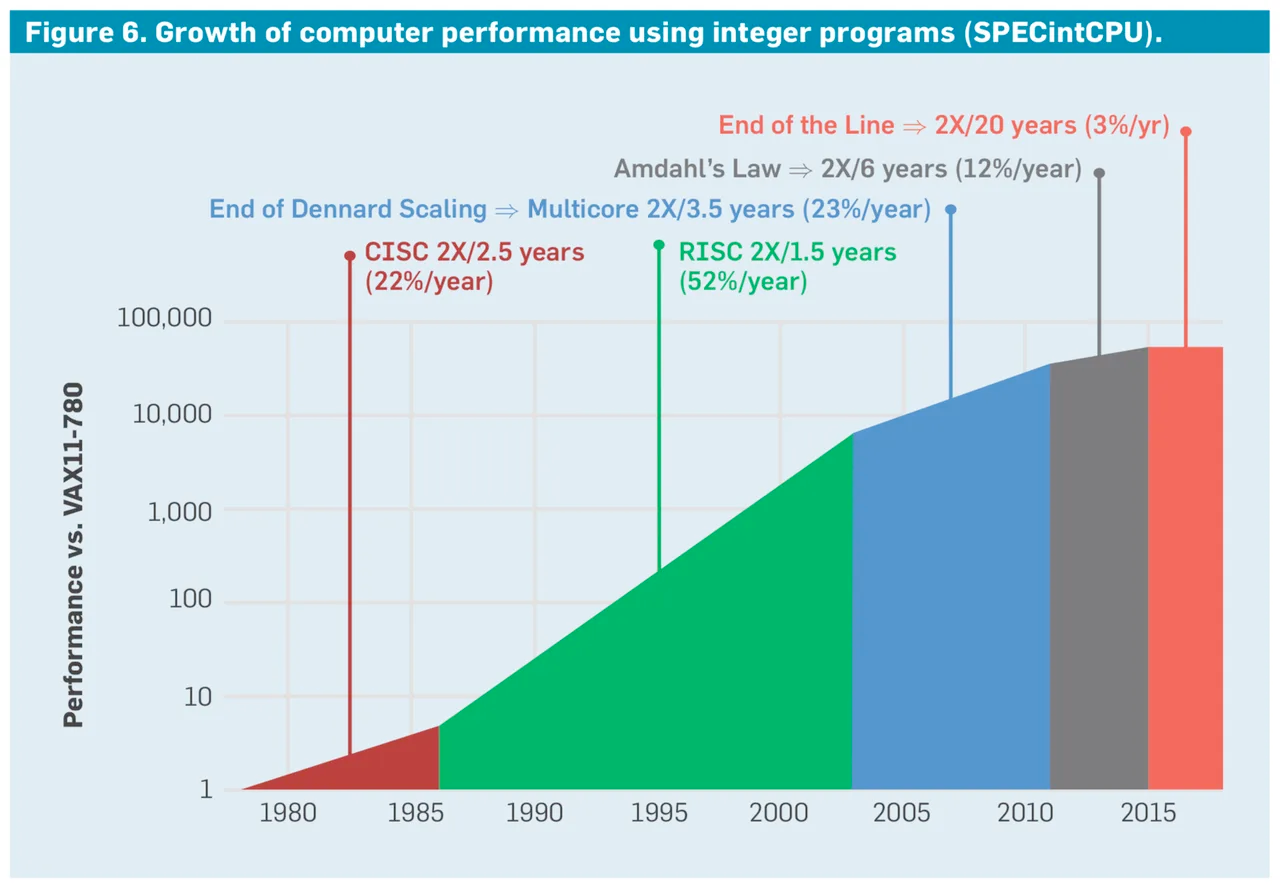 Figure 6. Growth of computer performance using integer programs (SPECintCPU).
End of the Line ⇒ 2X/20 years (3%/yr)
Amdahl's Law ⇒ 2X/6 years (12%/year)
End of Dennard Scaling ⇒ Multicore 2X/3.5 years (23%/year)
CISC 2X/2.5 years
(22%/year)
RISC 2X/1.5 years
(52%/year)
100,000
10,000
1,000
100
10
1
Performance vs. VAX11-780
1980 1985 1990 1995 2000 2005 2010 2015